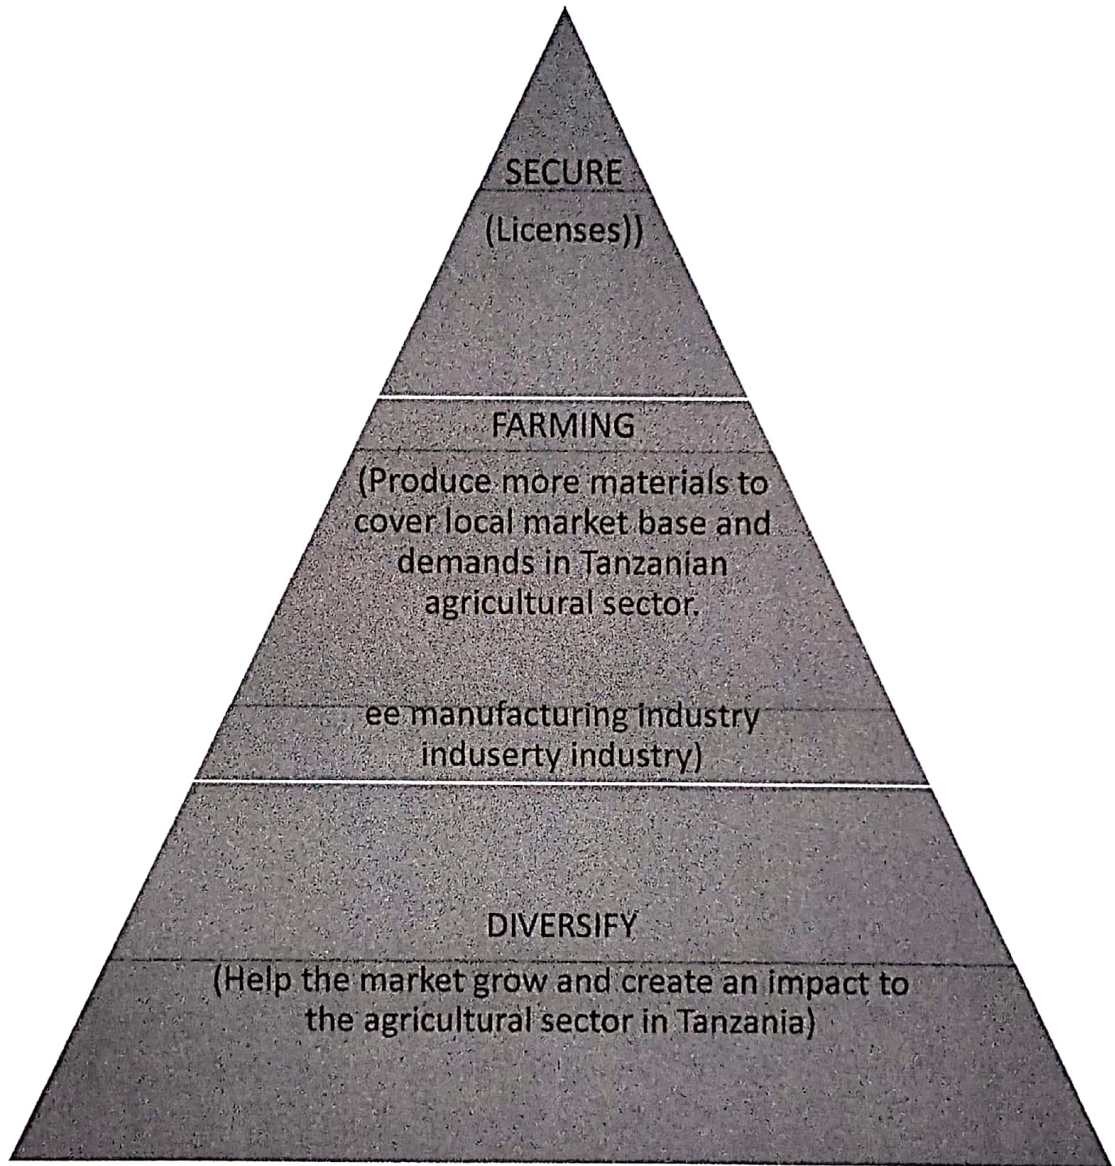 SECURE
(Licenses))
FARMING
(Produce more materials to
cover local market base and
demands in Tanzanian
agricultural sector.
ee manufacturing industry
induserty industry)
DIVERSIFY
(Help the market grow and create an impact to
the agricultural sector in Tanzania)